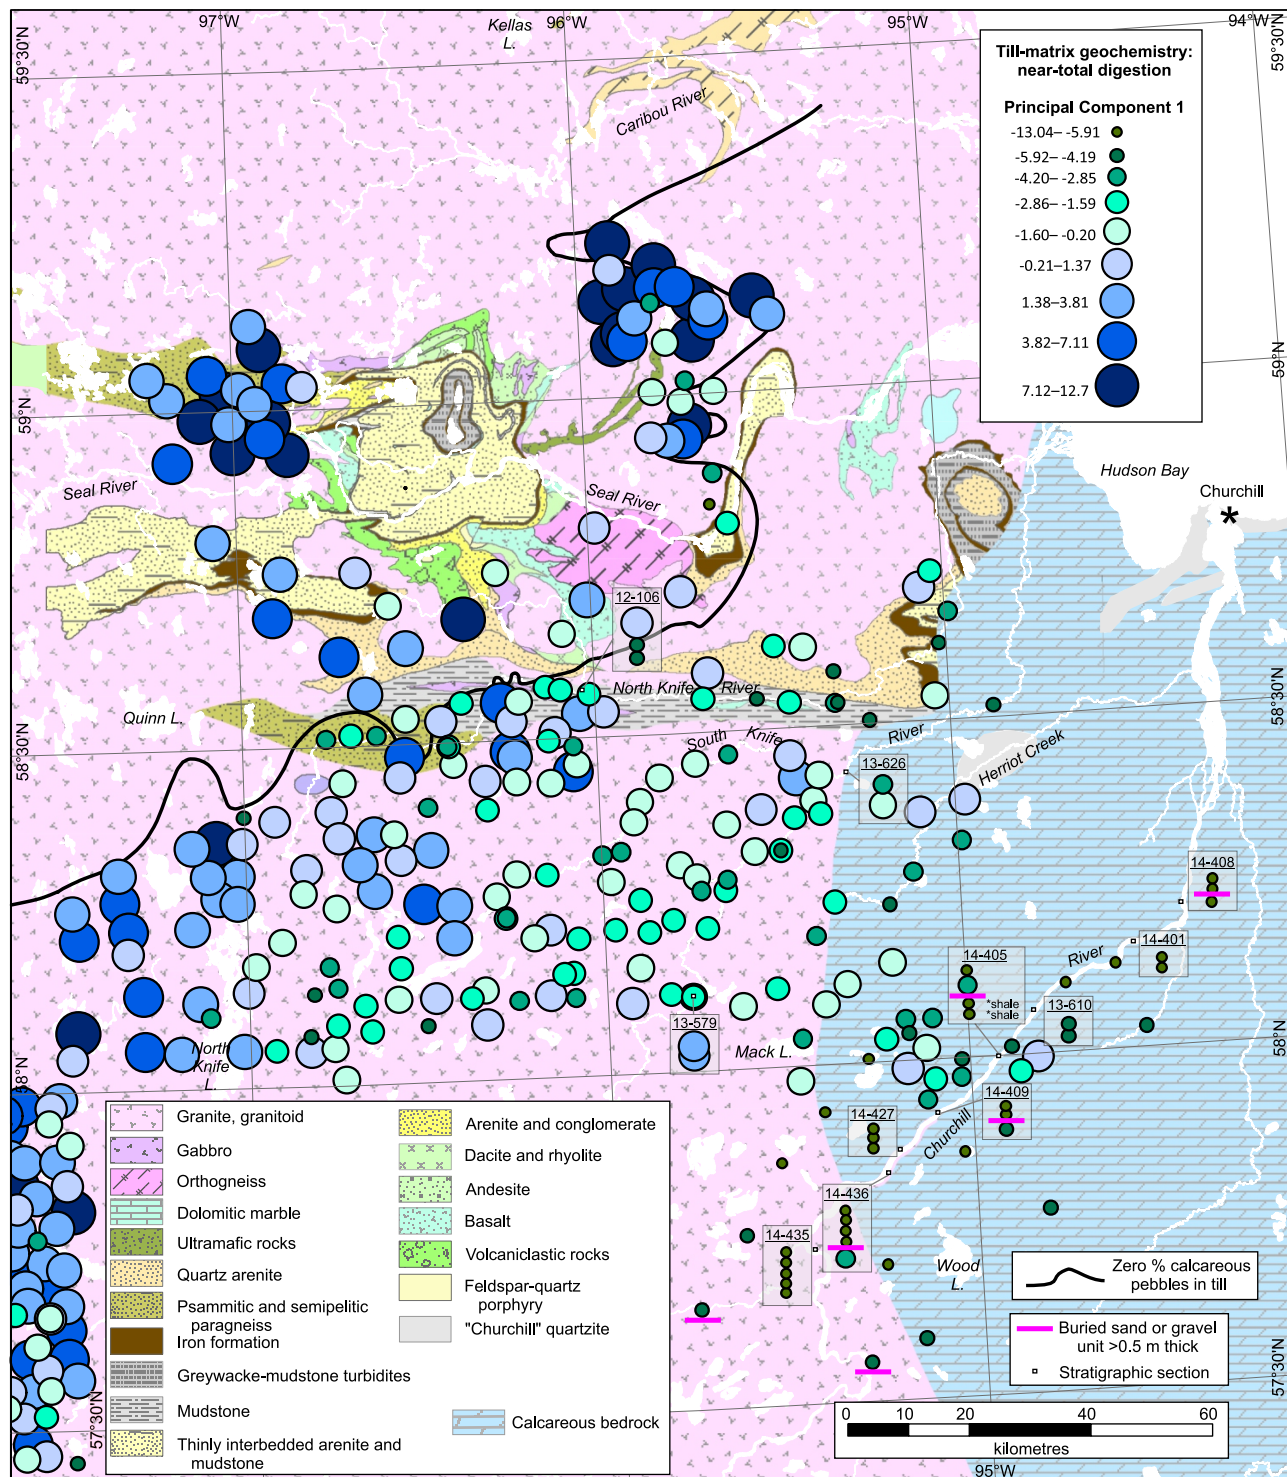 97°W
96°W
95°W
94°W
59°30'N
59°30'N
Kellas
L.
Caribou River
Till-matrix geochemistry:
near-total digestion
Principal Component 1
-13.04– -5.91
-5.92– -4.19
-4.20– -2.85
-2.86– -1.59
-1.60– -0.20
-0.21–1.37
1.38–3.81
3.82–7.11
7.12–12.7
59°N
59°N
Seal River
Seal River
Hudson Bay
Churchill
*
12-106
North Knife River
Quinn L.
58°30'N
58°30'N
South Knife River
Herriot Creek
13-626
14-408
14-401
14-405
*shale
*shale
River
13-610
13-579
Mack L.
North
Knife
L.
58°N
58°N
14-409
14-427
Churchill
14-436
14-435
Wood
L.
Granite, granitoid
Gabbro
Orthogneiss
Dolomitic marble
Ultramafic rocks
Quartz arenite
Psammitic and semipelitic
paragneiss
Iron formation
Greywacke-mudstone turbidites
Mudstone
Thinly interbedded arenite and
mudstone
Arenite and conglomerate
Dacite and rhyolite
Andesite
Basalt
Volcaniclastic rocks
Feldspar-quartz
porphyry
"Churchill" quartzite
Calcareous bedrock
Zero % calcareous
pebbles in till
Buried sand or gravel
unit >0.5 m thick
Stratigraphic section
0 10 20 40 60
kilometres
57°30'N
57°30'N
95°W